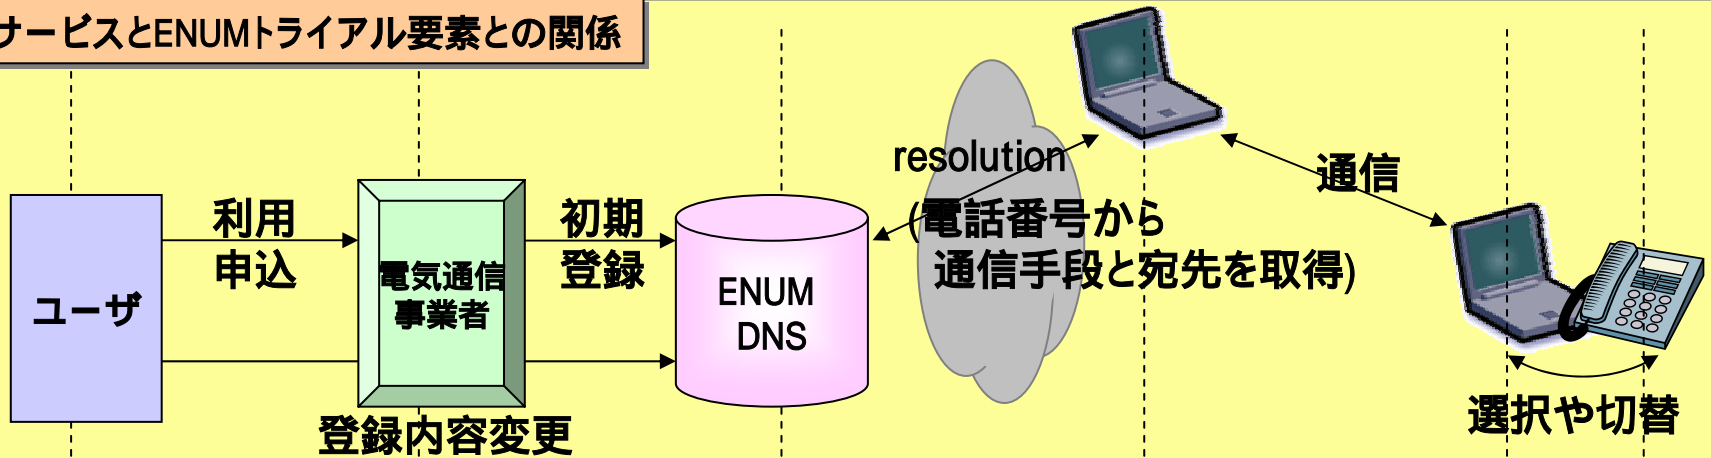 サービスとENUMトライアル要素との関係
resolution
(電話番号から
通信手段と宛先を取得)
通信
利用
申込
初期
登録
ユーザ
電気通信
事業者
ENUM
DNS
登録内容変更
選択や切替